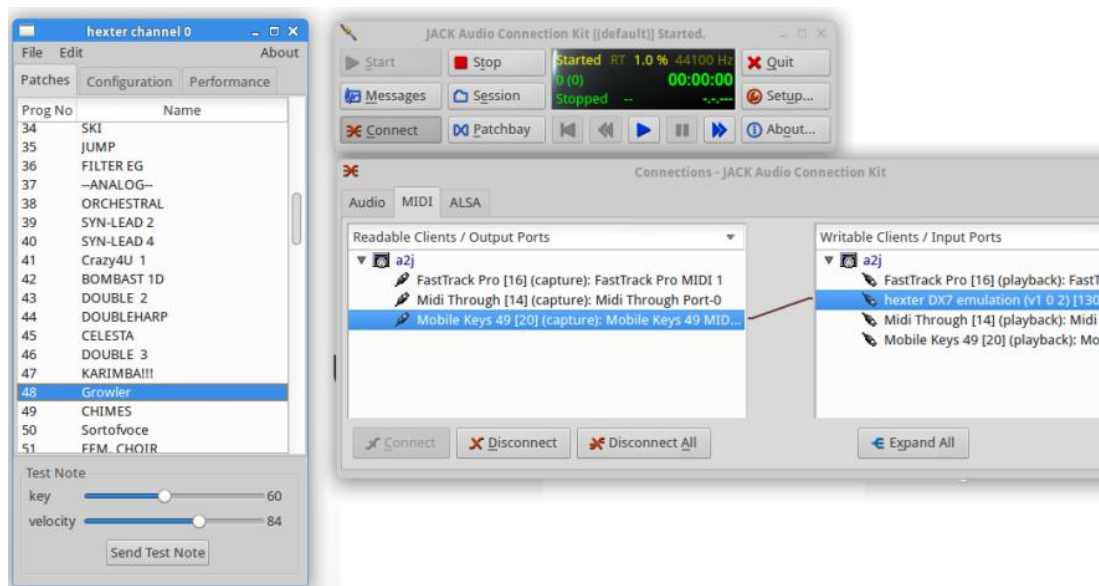 hexter channel 0
File Edit About
Patches Configuration Performance
Prog No Name
34 SKI
35 JUMP
36 FILTER EG
37 --ANALOG--
38 ORCHESTRAL
39 SYN-LEAD 2
40 SYN-LEAD 4
41 Crazy4U 1
42 BOMBAST 1D
43 DOUBLE 2
44 DOUBLEHARP
45 CELESTA
46 DOUBLE 3
47 KARIMBA!!!
48 Growler
49 CHIMES
50 Sortofvoce
51 FEM. CHOIR
Test Note
key 60
velocity 84
Send Test Note
JACK Audio Connection Kit [(default)] Started.
Start Stop Started RT 1.0 % 44100 Hz Quit
Messages Session 0 (0) 00:00:00 Setup...
Stopped -- -.-.---
Connect Patchbay About...
Connections - JACK Audio Connection Kit
Audio MIDI ALSA
Readable Clients / Output Ports
a2j
FastTrack Pro [16] (capture): FastTrack Pro MIDI 1
Midi Through [14] (capture): Midi Through Port-0
Mobile Keys 49 [20] (capture): Mobile Keys 49 MID...
Writable Clients / Input Ports
a2j
FastTrack Pro [16] (playback): FastT
hexter DX7 emulation (v1 0 2) [130
Midi Through [14] (playback): Midi
Mobile Keys 49 [20] (playback): Mo
Connect Disconnect Disconnect All Expand All